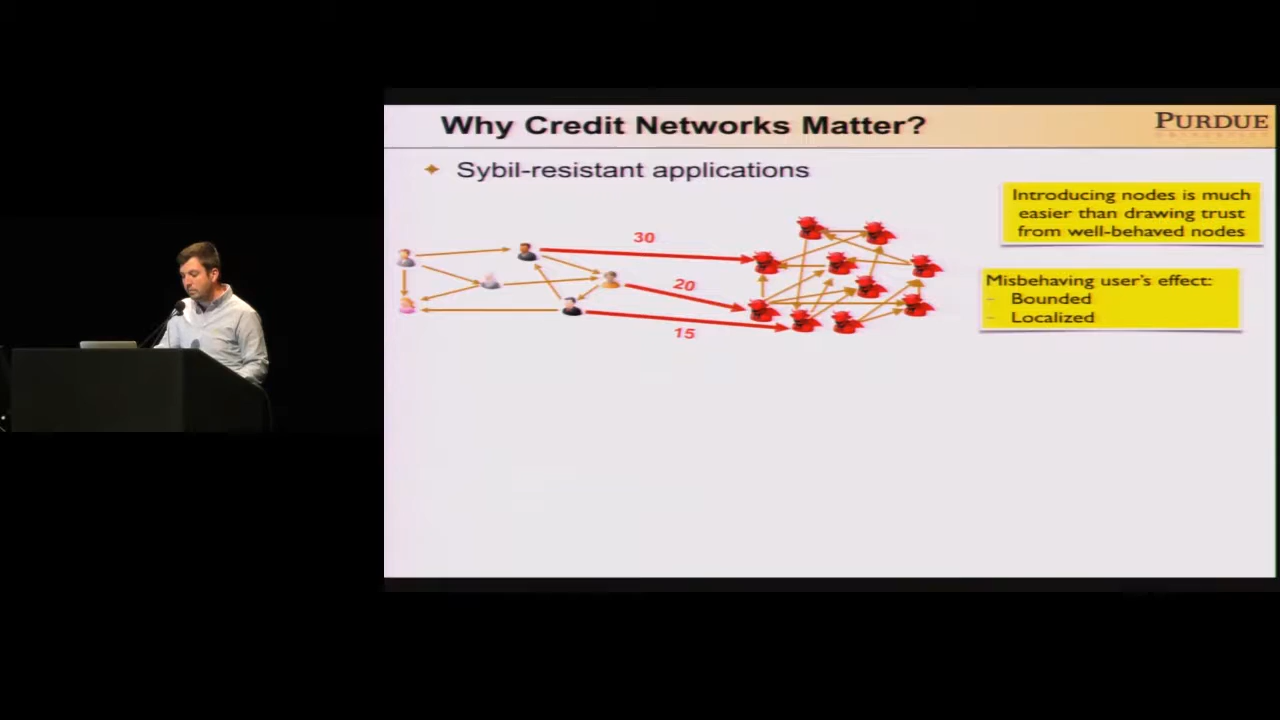 Why Credit Networks Matter?
PURDUE
Sybil-resistant applications
Introducing nodes is much
easier than drawing trust
from well-behaved nodes
30
20
15
Misbehaving user's effect:
- Bounded
- Localized